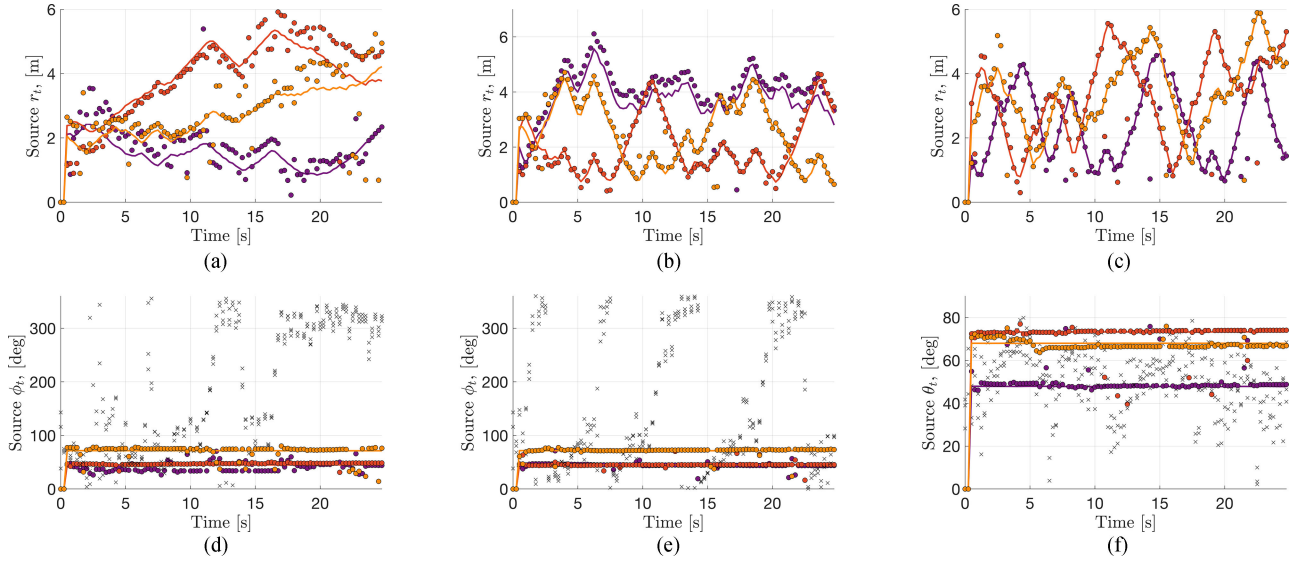 6
4
2
0
Source r_t, [m]
0 5 10 15 20
Time [s]
(a)
6
4
2
0
Source r_t, [m]
0 5 10 15 20
Time [s]
(b)
6
4
2
0
Source r_t, [m]
0 5 10 15 20
Time [s]
(c)
300
200
100
0
Source ϕ_t, [deg]
0 5 10 15 20
Time [s]
(d)
300
200
100
0
Source ϕ_t, [deg]
0 5 10 15 20
Time [s]
(e)
80
60
40
20
0
Source θ_t, [deg]
0 5 10 15 20
Time [s]
(f)